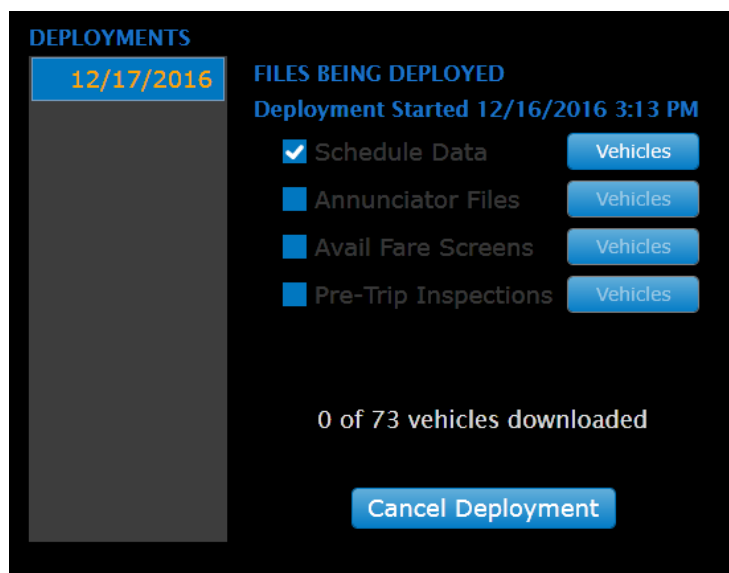 DEPLOYMENTS
12/17/2016
FILES BEING DEPLOYED
Deployment Started 12/16/2016 3:13 PM
Schedule Data Vehicles
Annunciator Files Vehicles
Avail Fare Screens Vehicles
Pre-Trip Inspections Vehicles
0 of 73 vehicles downloaded
Cancel Deployment